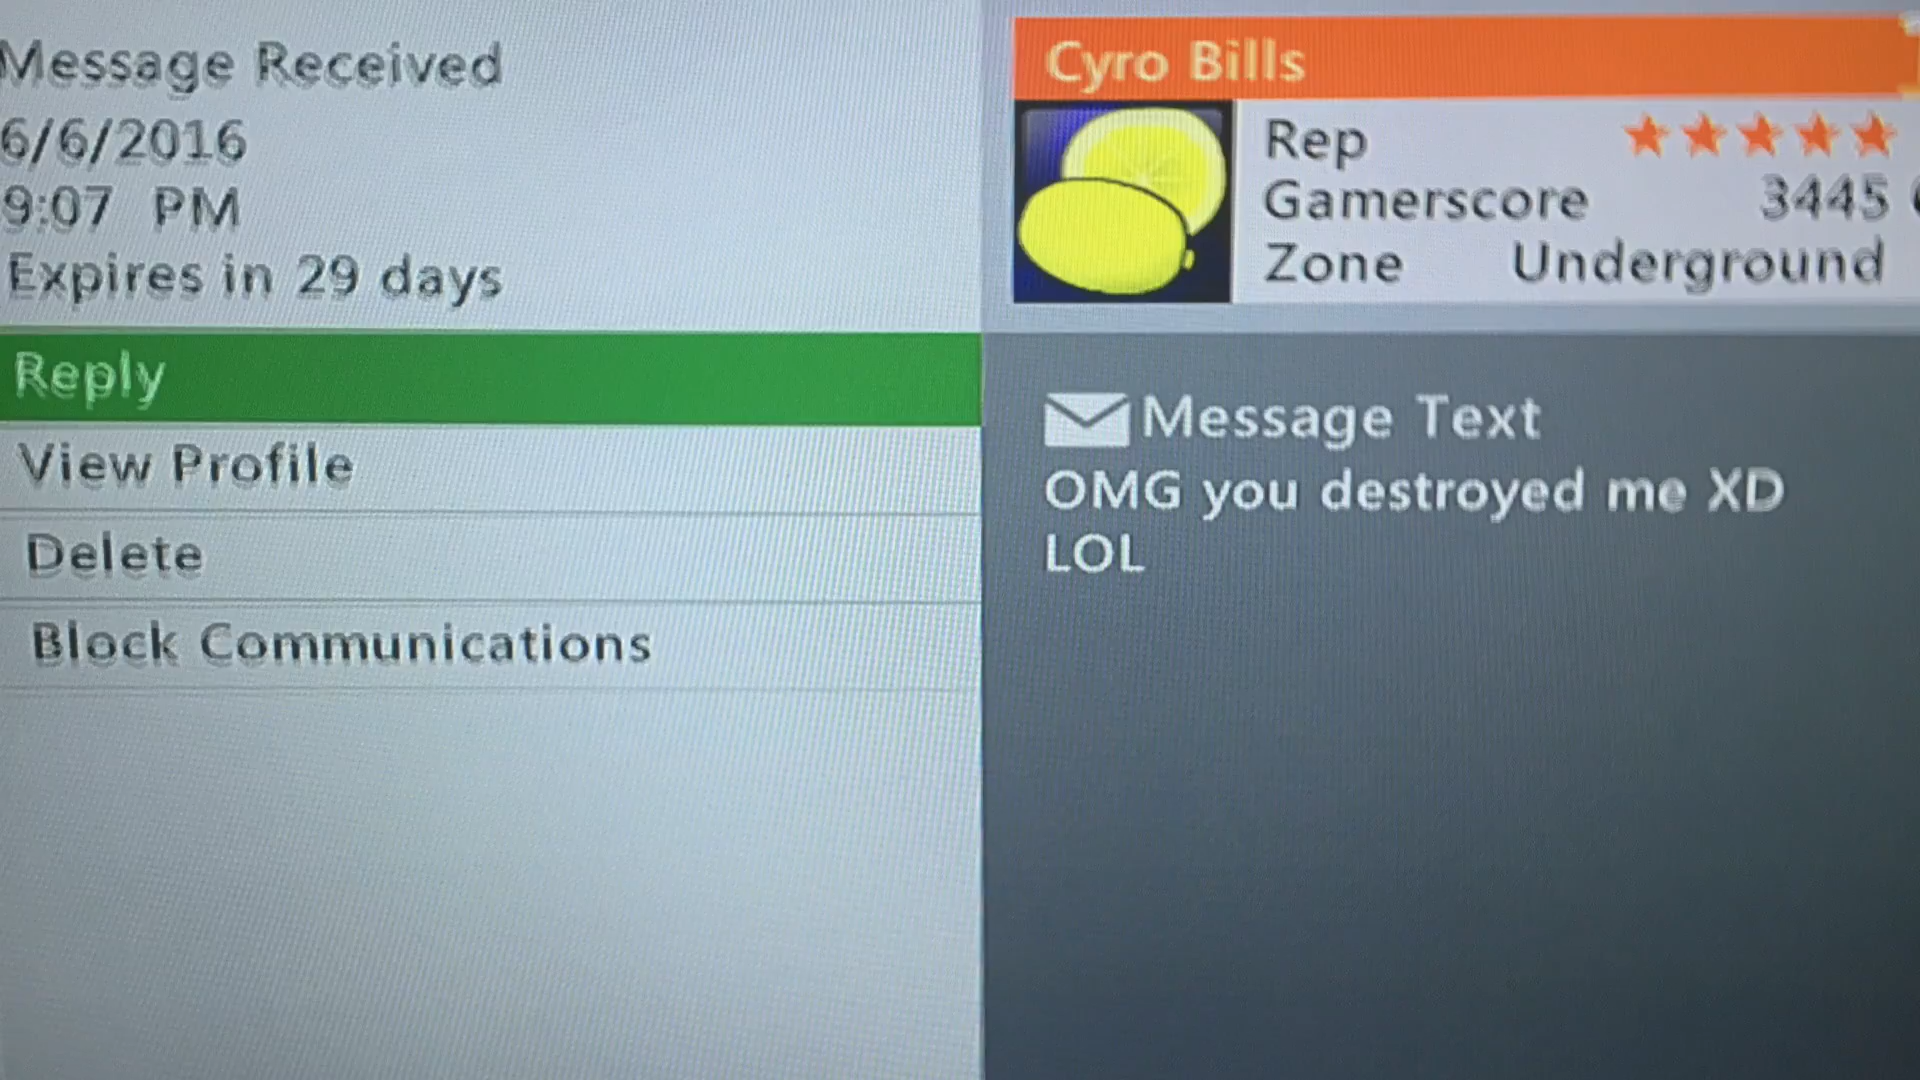 Message Received
6/6/2016
9:07 PM
Expires in 29 days
Reply
View Profile
Delete
Block Communications
Cyro Bills
Rep
Gamerscore 3445
Zone Underground
Message Text
OMG you destroyed me XD
LOL